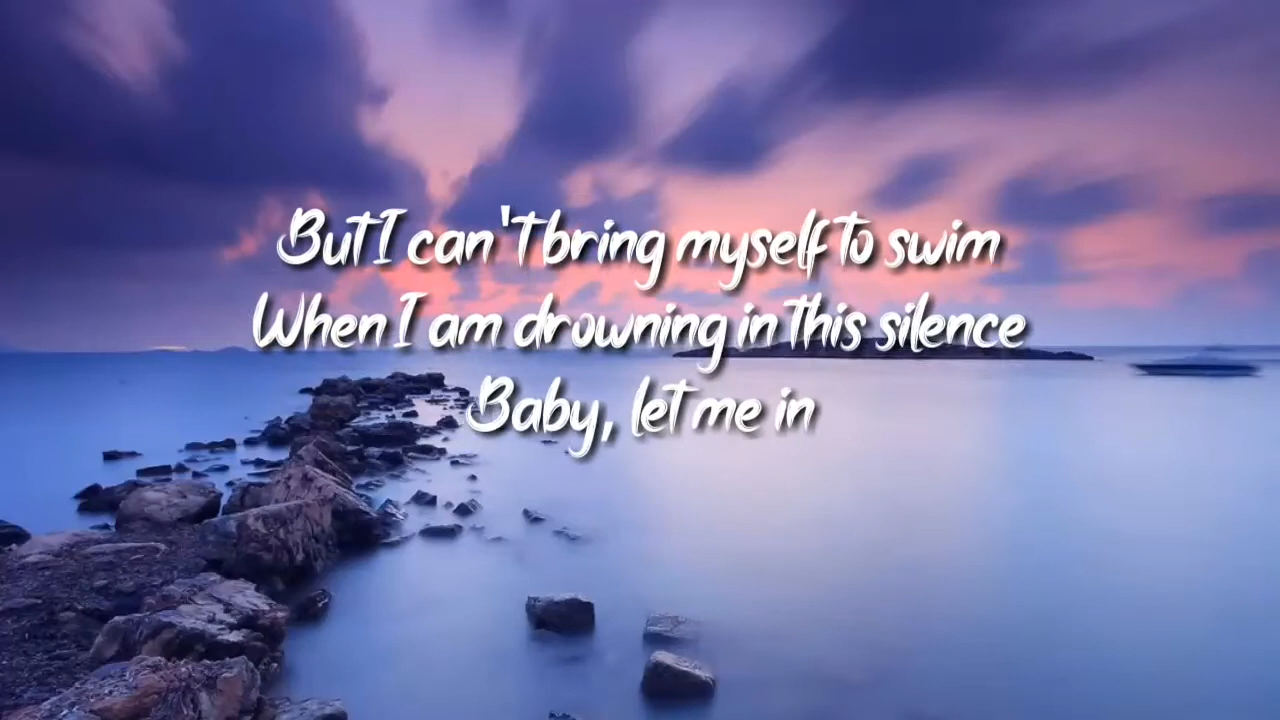 But I can't bring myself to swim
When I am drowning in this silence
Baby, let me in